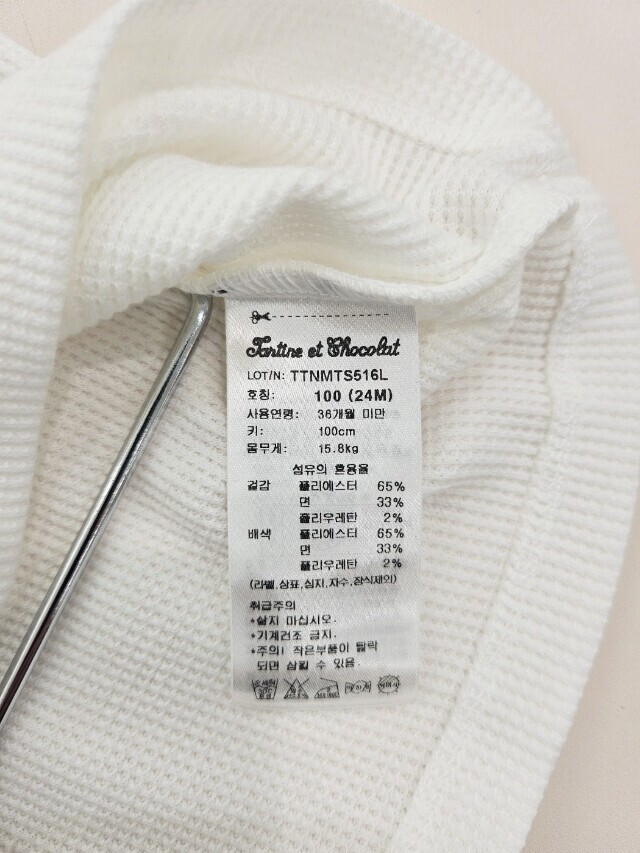 Tartine et Chocolat
LOT/N: TTNMTS516L
호칭: 100 (24M)
사용연령: 36개월 미만
키: 100cm
몸무게: 15.8kg
섬유의 혼용율
겉감 폴리에스터 65%
면 33%
폴리우레탄 2%
배색 폴리에스터 65%
면 33%
폴리우레탄 2%
(라벨,상표,심지,자수,장식제외)
취급주의
*삶지 마십시오.
*기계건조 금지.
*주의! 작은부품이 탈락
되면 삼킬 수 있음.